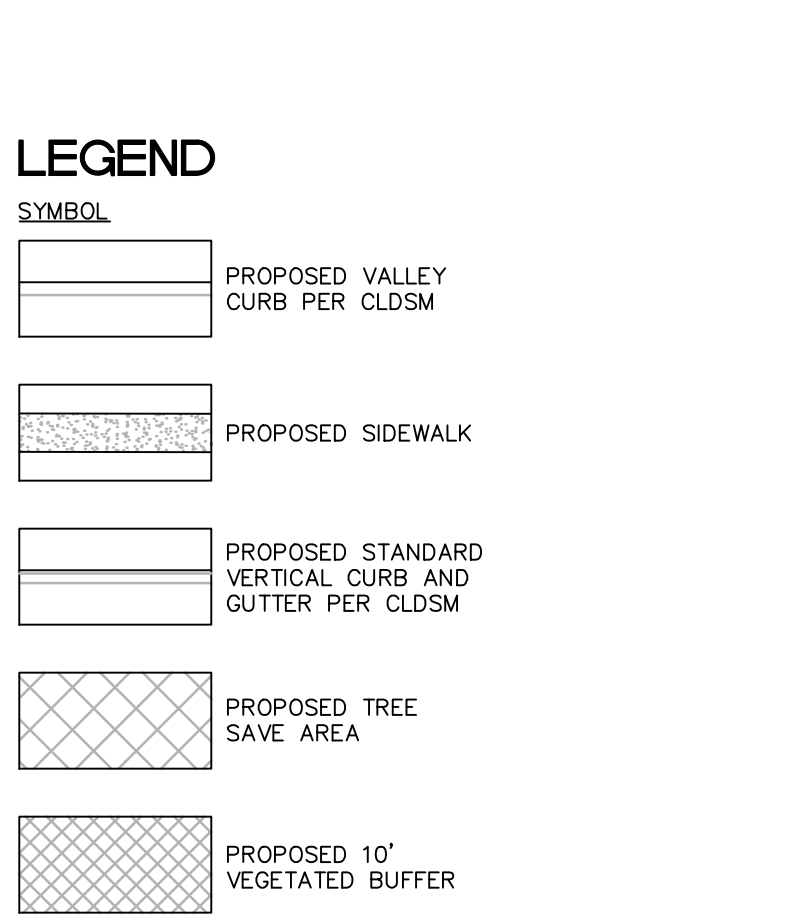 LEGEND
SYMBOL
PROPOSED VALLEY
CURB PER CLDSM
PROPOSED SIDEWALK
PROPOSED STANDARD
VERTICAL CURB AND
GUTTER PER CLDSM
PROPOSED TREE
SAVE AREA
PROPOSED 10'
VEGETATED BUFFER